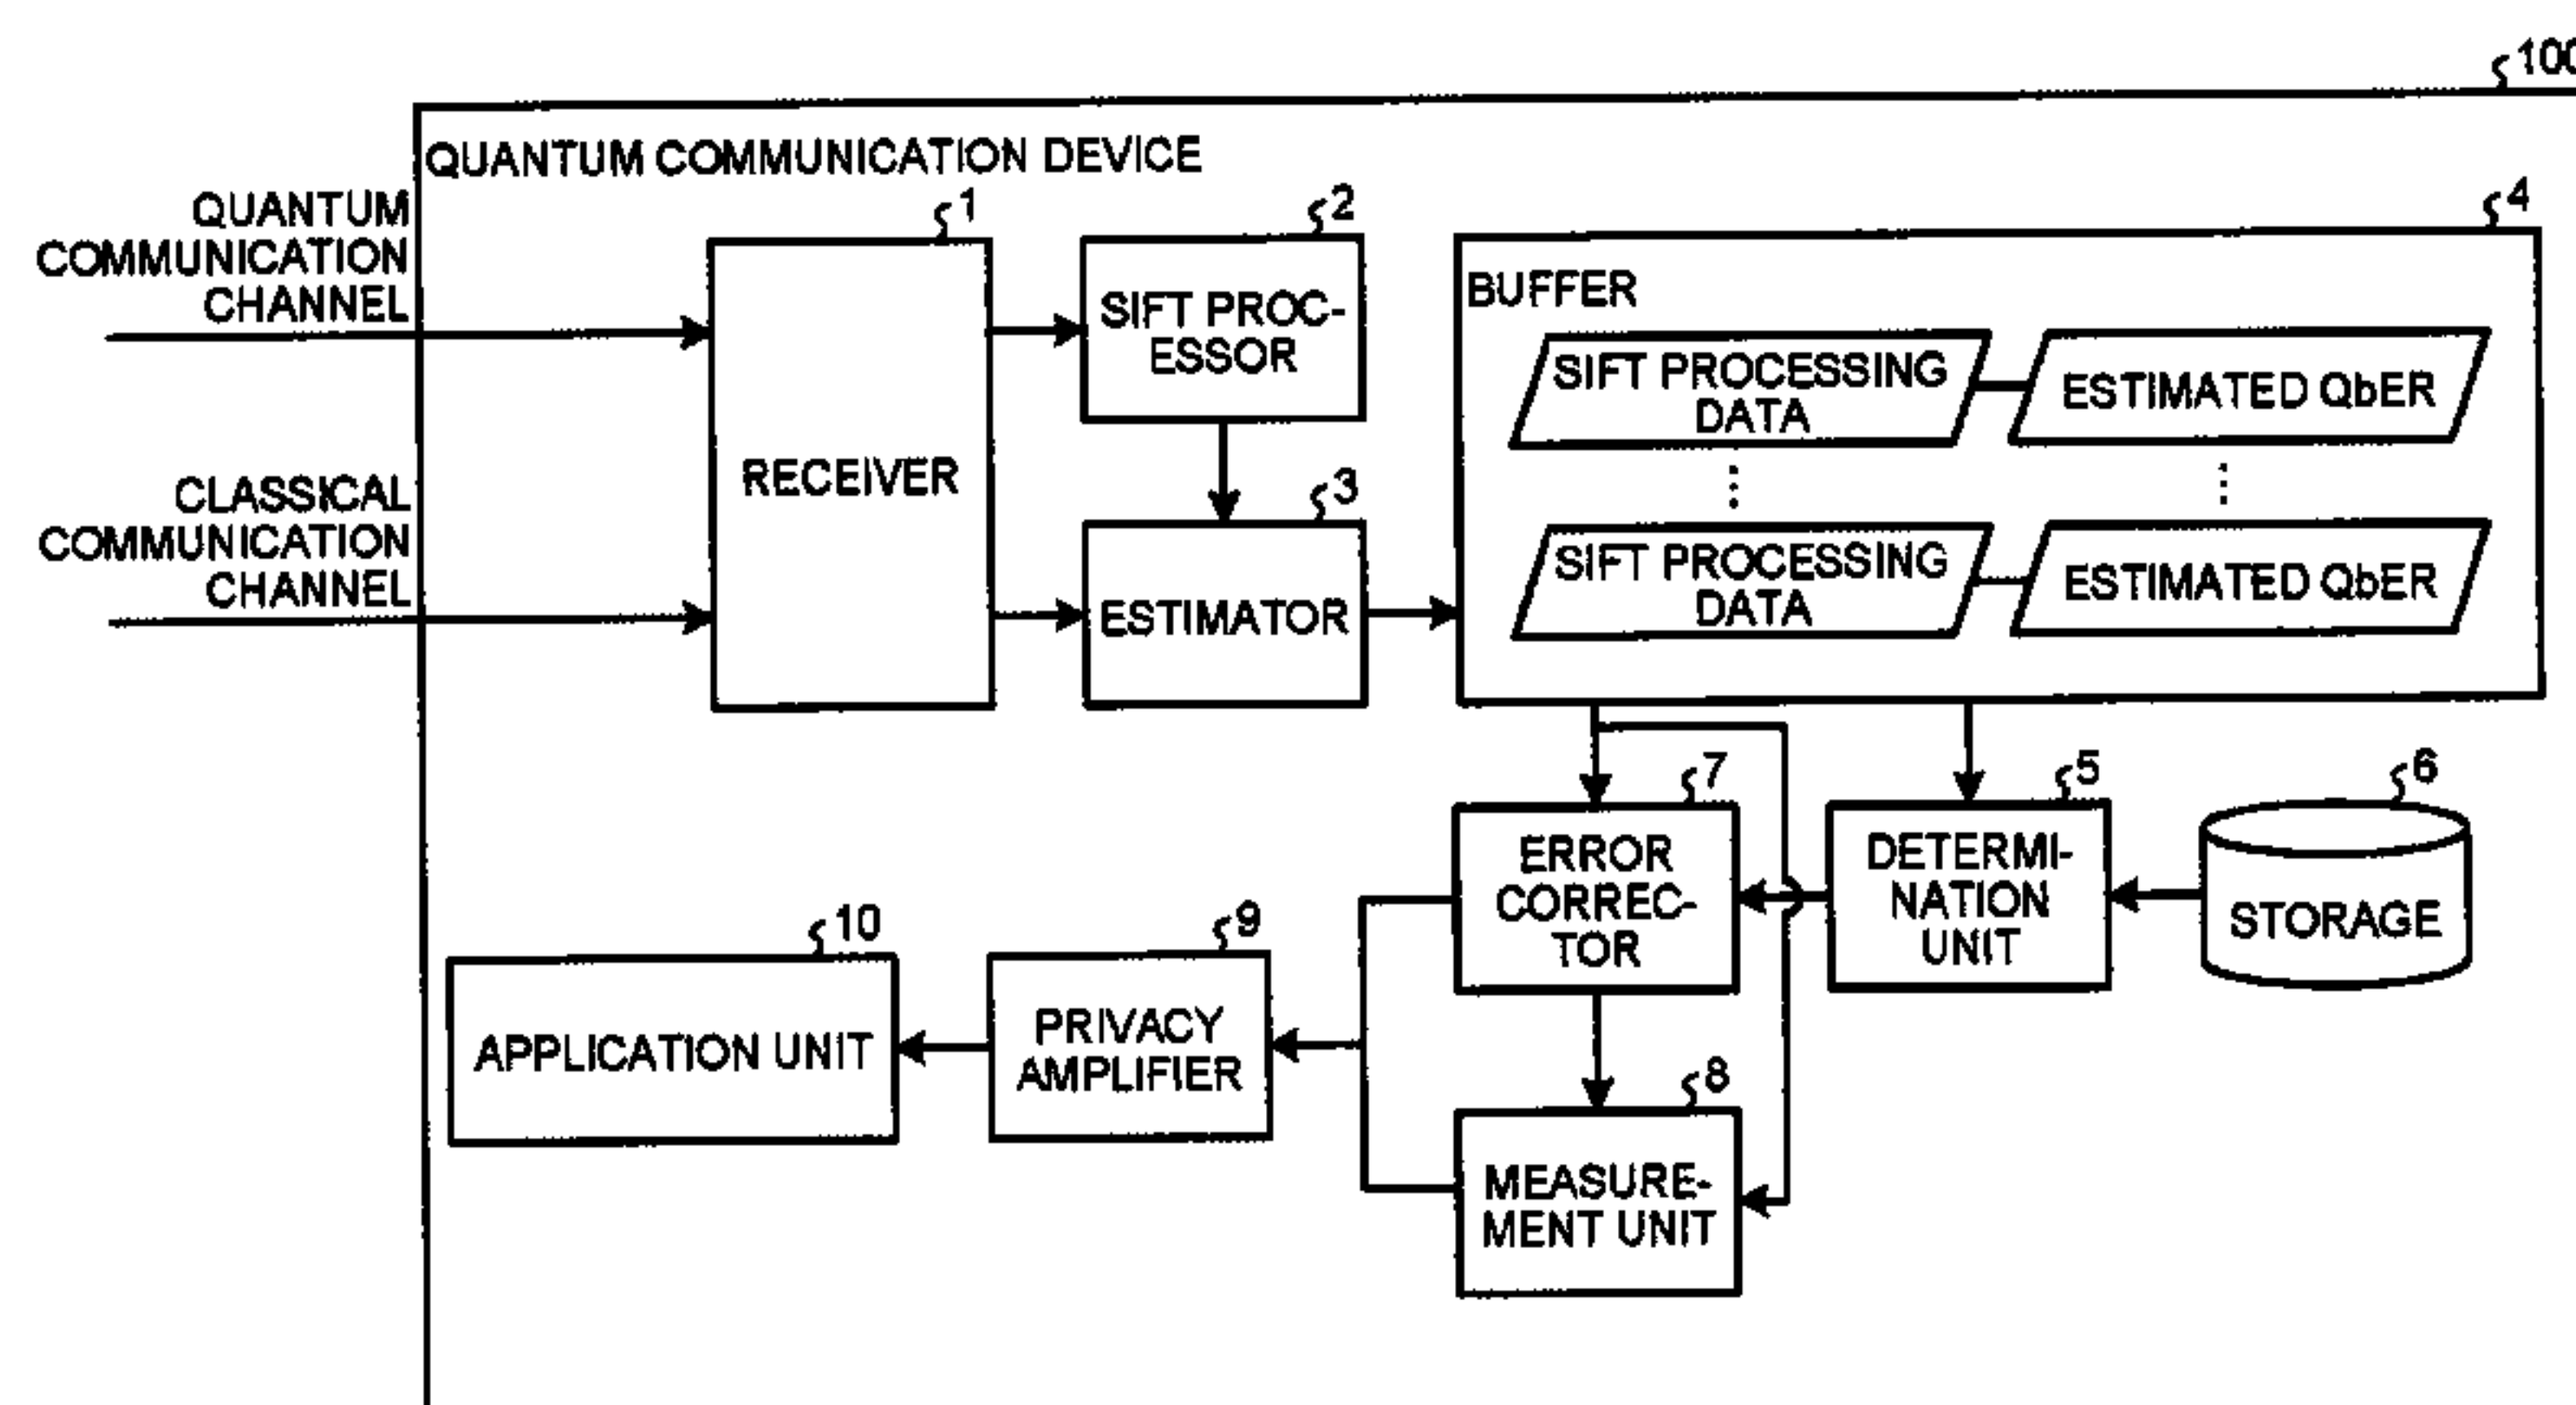 100
QUANTUM COMMUNICATION DEVICE
QUANTUM
COMMUNICATION
CHANNEL
CLASSICAL
COMMUNICATION
CHANNEL
1
RECEIVER
2
SIFT PROC-
ESSOR
3
ESTIMATOR
4
BUFFER
SIFT PROCESSING
DATA
ESTIMATED QbER
SIFT PROCESSING
DATA
ESTIMATED QbER
7
ERROR
CORREC-
TOR
5
DETERMI-
NATION
UNIT
6
STORAGE
10
APPLICATION UNIT
9
PRIVACY
AMPLIFIER
8
MEASURE-
MENT UNIT